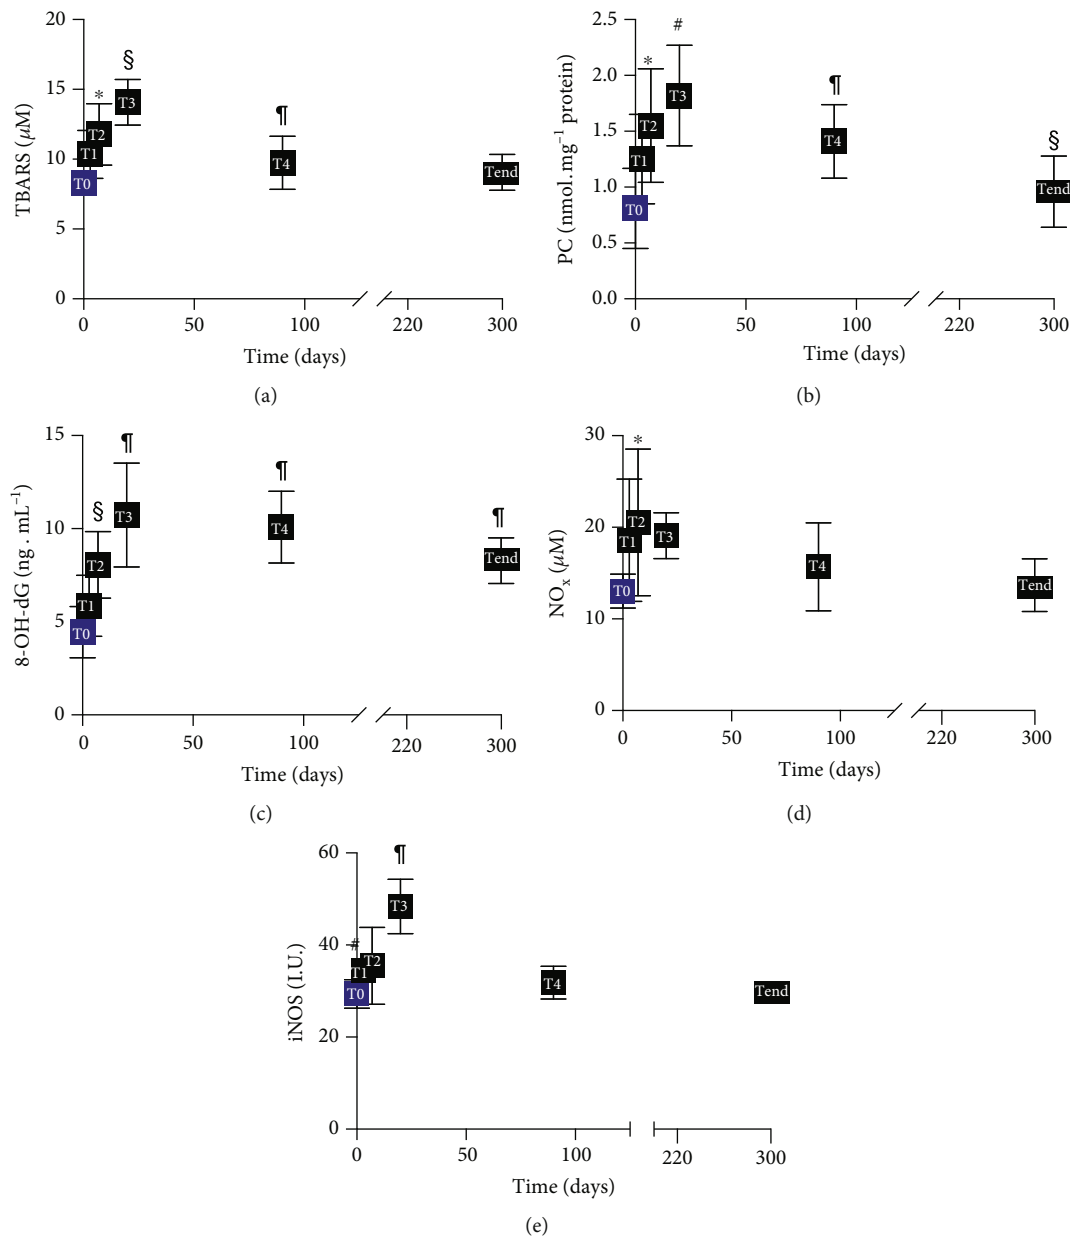 20
15
10
5
0
TBARS (μM)
§
*
¶
T3
T2
T1
T0
T4
Tend
0
50
100
220
300
Time (days)
(a)
2.5
2.0
1.5
1.0
0.5
0.0
PC (nmol.mg⁻¹ protein)
#
*
¶
§
T3
T2
T1
T0
T4
Tend
0
50
100
220
300
Time (days)
(b)
15
10
5
0
8-OH-dG (ng . mL⁻¹)
¶
§
¶
¶
T3
T2
T1
T0
T4
Tend
0
50
100
220
300
Time (days)
(c)
30
20
10
0
NOₓ (μM)
*
T2
T1
T3
T0
T4
Tend
0
50
100
220
300
Time (days)
(d)
60
40
20
0
iNOS (I.U.)
¶
#
T3
T2
T1
T0
T4
Tend
0
50
100
220
300
Time (days)
(e)